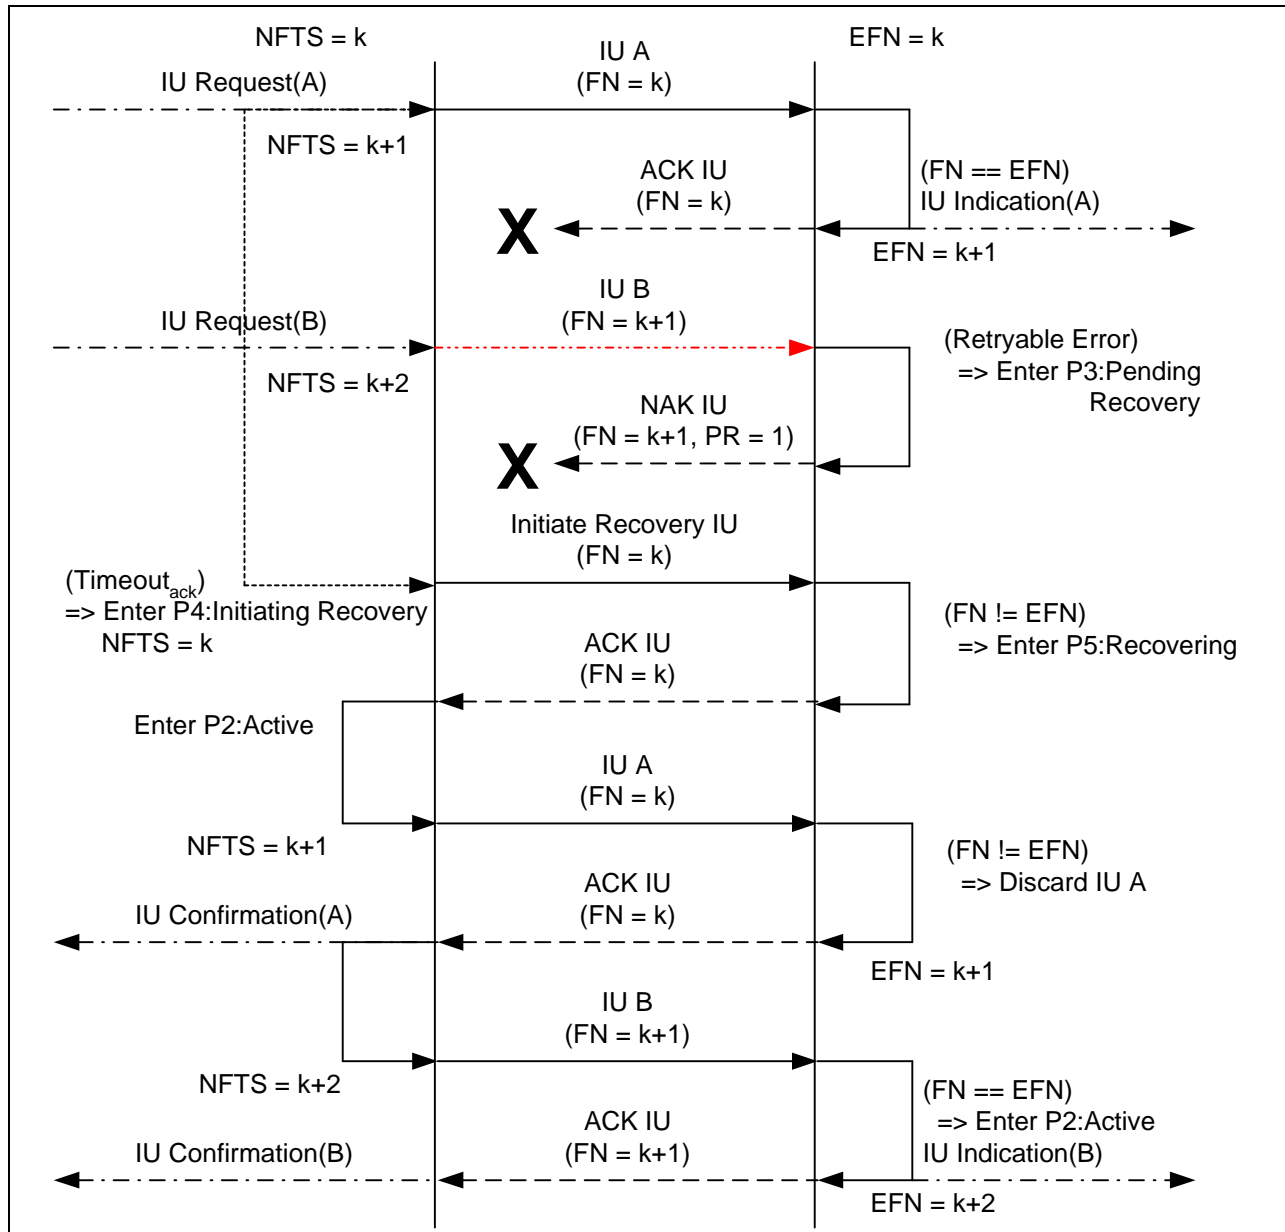 NFTS = k
IU A
EFN = k
IU Request(A)
(FN = k)
NFTS = k+1
ACK IU
(FN = k)
(FN == EFN)
IU Indication(A)
X
EFN = k+1
IU B
IU Request(B)
(FN = k+1)
NFTS = k+2
(Retryable Error)
=> Enter P3:Pending
Recovery
NAK IU
(FN = k+1, PR = 1)
X
Initiate Recovery IU
(FN = k)
(Timeoutack)
=> Enter P4:Initiating Recovery
NFTS = k
(FN != EFN)
=> Enter P5:Recovering
ACK IU
(FN = k)
Enter P2:Active
IU A
(FN = k)
NFTS = k+1
(FN != EFN)
=> Discard IU A
ACK IU
(FN = k)
IU Confirmation(A)
EFN = k+1
IU B
(FN = k+1)
NFTS = k+2
(FN == EFN)
=> Enter P2:Active
IU Indication(B)
ACK IU
(FN = k+1)
IU Confirmation(B)
EFN = k+2